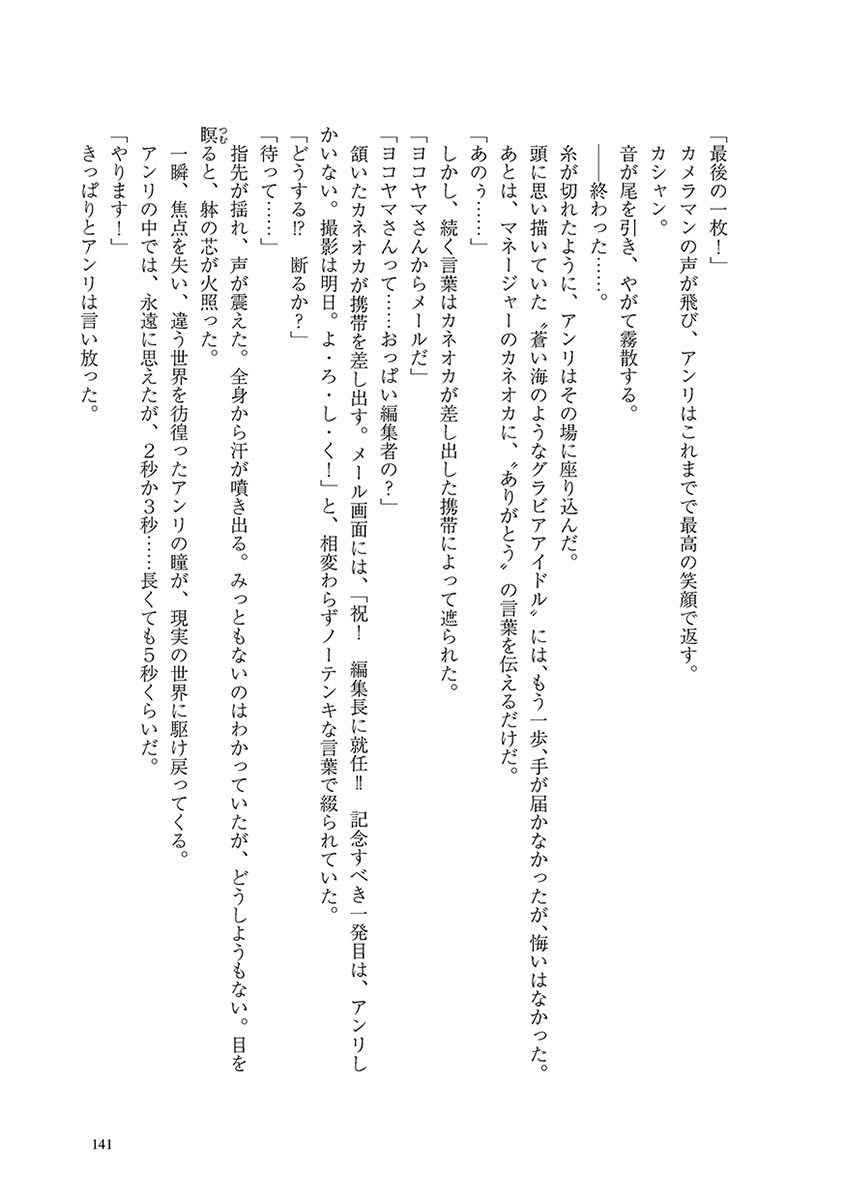 「最後の一枚！」
カメラマンの声が飛び、アンリはこれまでで最高の笑顔で返す。
カシャン。
音が尾を引き、やがて霧散する。
――終わった……。
糸が切れたように、アンリはその場に座り込んだ。
頭に思い描いていた〝蒼い海のようなグラビアアイドル〟には、もう一歩、手が届かなかったが、悔いはなかった。
あとは、マネージャーのカネオカに、〝ありがとう〟の言葉を伝えるだけだ。
「あのぅ……」
しかし、続く言葉はカネオカが差し出した携帯によって遮られた。
「ヨコヤマさんからメールだ」
「ヨコヤマさんって……おっぱい編集者の？」
頷いたカネオカが携帯を差し出す。メール画面には、「祝！　編集長に就任‼　記念すべき一発目は、アンリし
かいない。撮影は明日。よ・ろ・し・く！」と、相変わらずノーテンキな言葉で綴られていた。
「どうする⁉　断るか？」
「待って……」
指先が揺れ、声が震えた。全身から汗が噴き出る。みっともないのはわかっていたが、どうしようもない。目を
瞑つむると、躰の芯が火照った。
一瞬、焦点を失い、違う世界を彷徨ったアンリの瞳が、現実の世界に駆け戻ってくる。
アンリの中では、永遠に思えたが、２秒か３秒……長くても５秒くらいだ。
「やります！」
きっぱりとアンリは言い放った。
141